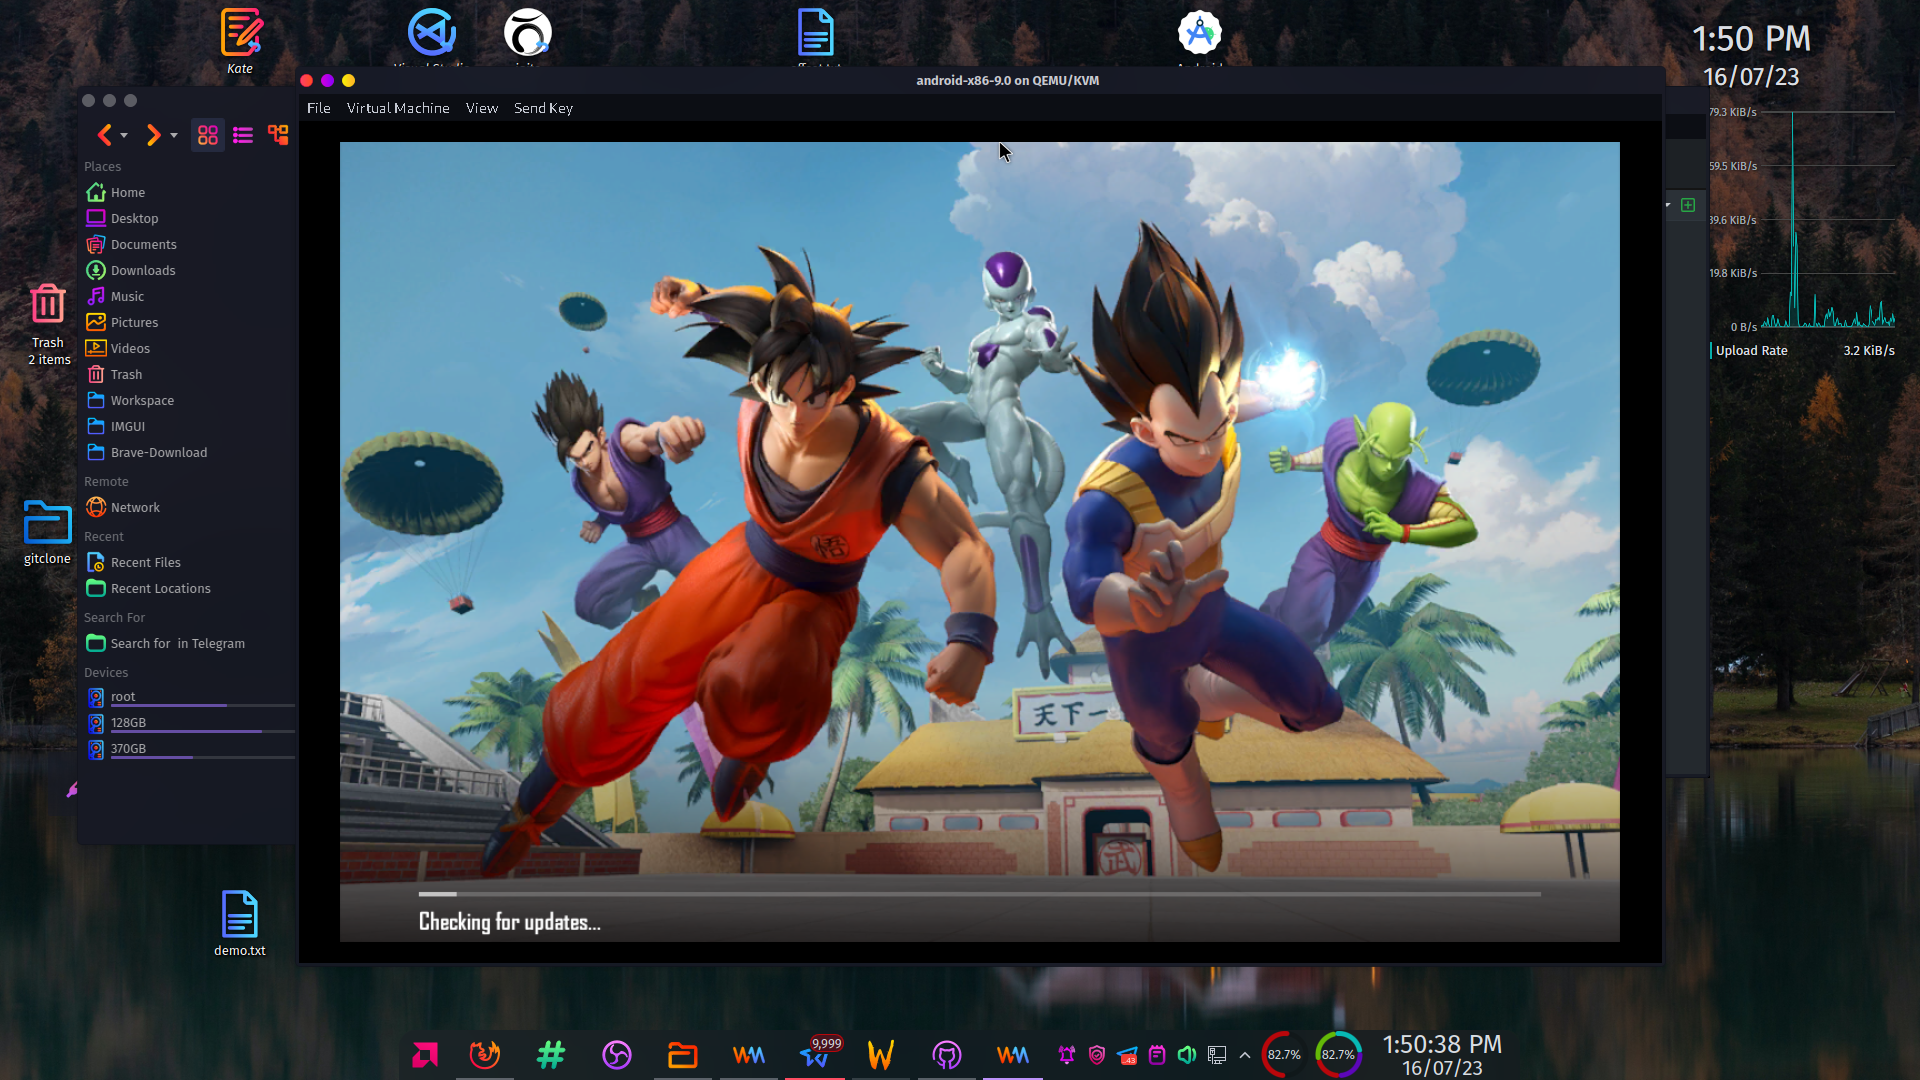 Kate
1:50 PM
16/07/23
android-x86-9.0 on QEMU/KVM
File Virtual Machine View Send Key
Places
Home
Desktop
Documents
Downloads
Music
Pictures
Videos
Trash
Workspace
IMGUI
Brave-Download
Remote
Network
Recent
Recent Files
Recent Locations
Search For
Search for in Telegram
Devices
root
128GB
370GB
Trash
2 items
gitclone
demo.txt
79.3 KiB/s
59.5 KiB/s
39.6 KiB/s
19.8 KiB/s
0 B/s
Upload Rate 3.2 KiB/s
悟
天下一
武
Checking for updates...
9,999
43
82.7%
82.7%
1:50:38 PM
16/07/23